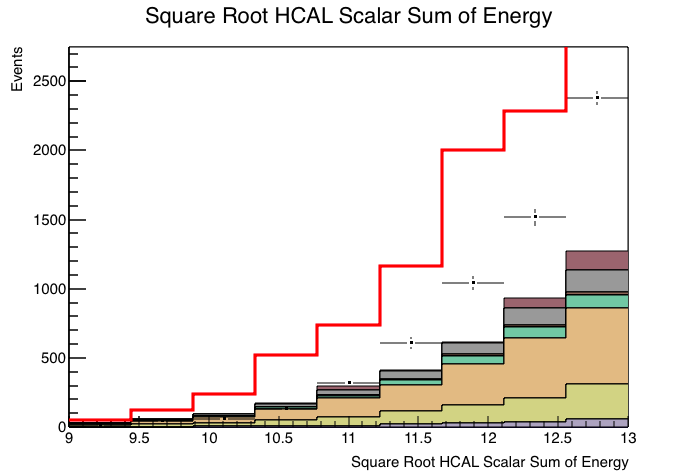 Square Root HCAL Scalar Sum of Energy
Events
2500
2000
1500
1000
500
0
9 9.5 10 10.5 11 11.5 12 12.5 13
Square Root HCAL Scalar Sum of Energy